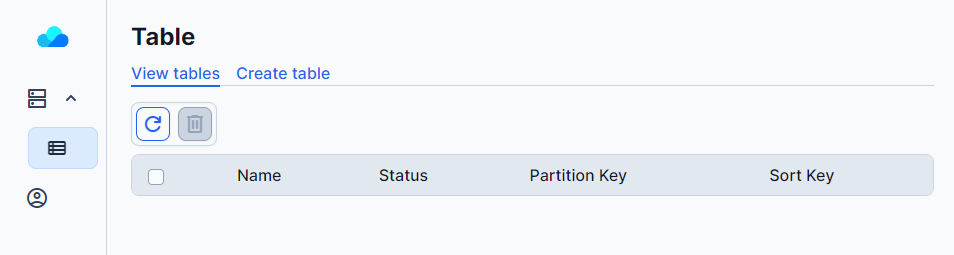 Table
View tables Create table
Name Status Partition Key Sort Key